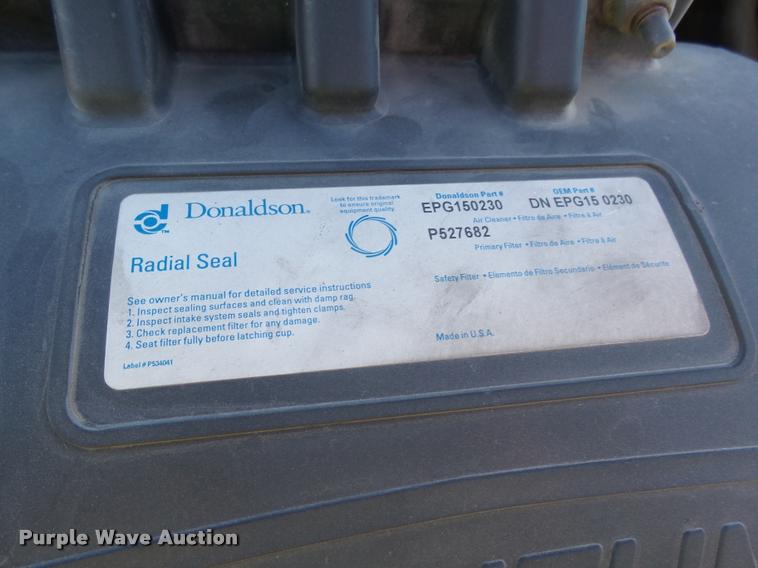 Donaldson™
Radial Seal
See owner's manual for detailed service instructions
1. Inspect sealing surfaces and clean with damp rag.
2. Inspect intake system seals and tighten clamps.
3. Check replacement filter for any damage.
4. Seat filter fully before latching cup.
Label # P534041
Look for this trademark
to ensure original
equipment quality.
Donaldson Part #
OEM Part #
EPG150230
DN EPG15 0230
Air Cleaner • Filtro de Aire • Filtre à Air
P527682
Primary Filter • Filtro de Aire • Filtre à Air
Safety Filter • Elemento de Filtro Secundario • Elément de Sécurite
Made in U.S.A.
Purple Wave Auction